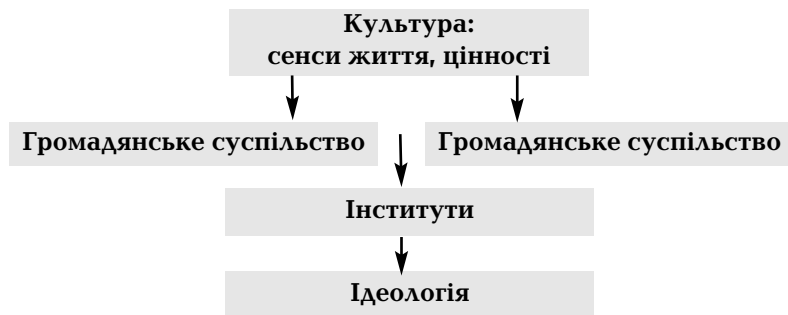 Культура:
сенси життя, цінності
Громадянське суспільство
Громадянське суспільство
Інститути
Ідеологія